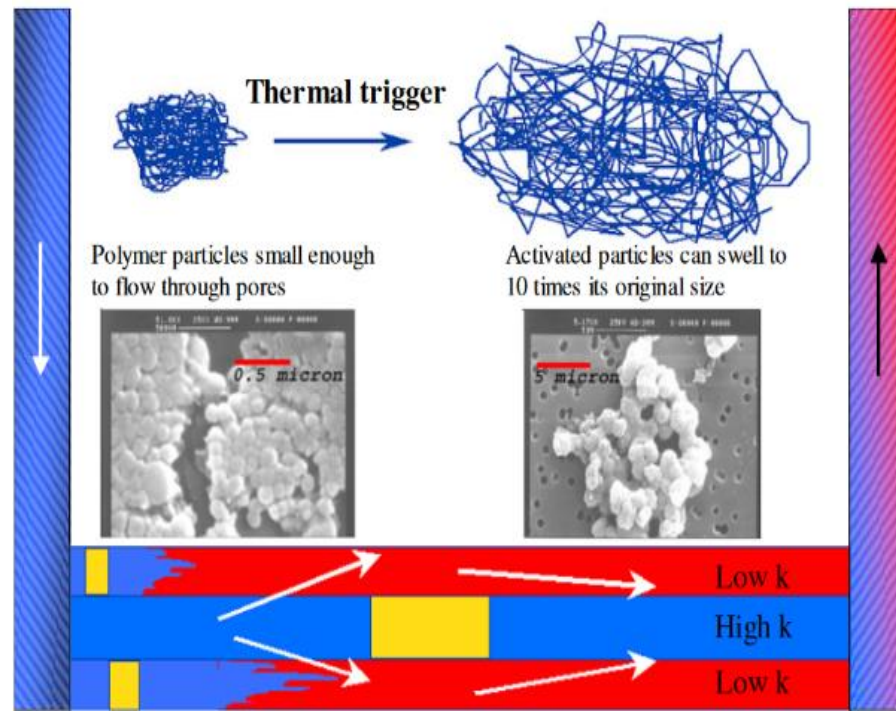 Thermal trigger
Polymer particles small enough
to flow through pores
Activated particles can swell to
10 times its original size
0.5 micron
5 micron
Low k
High k
Low k